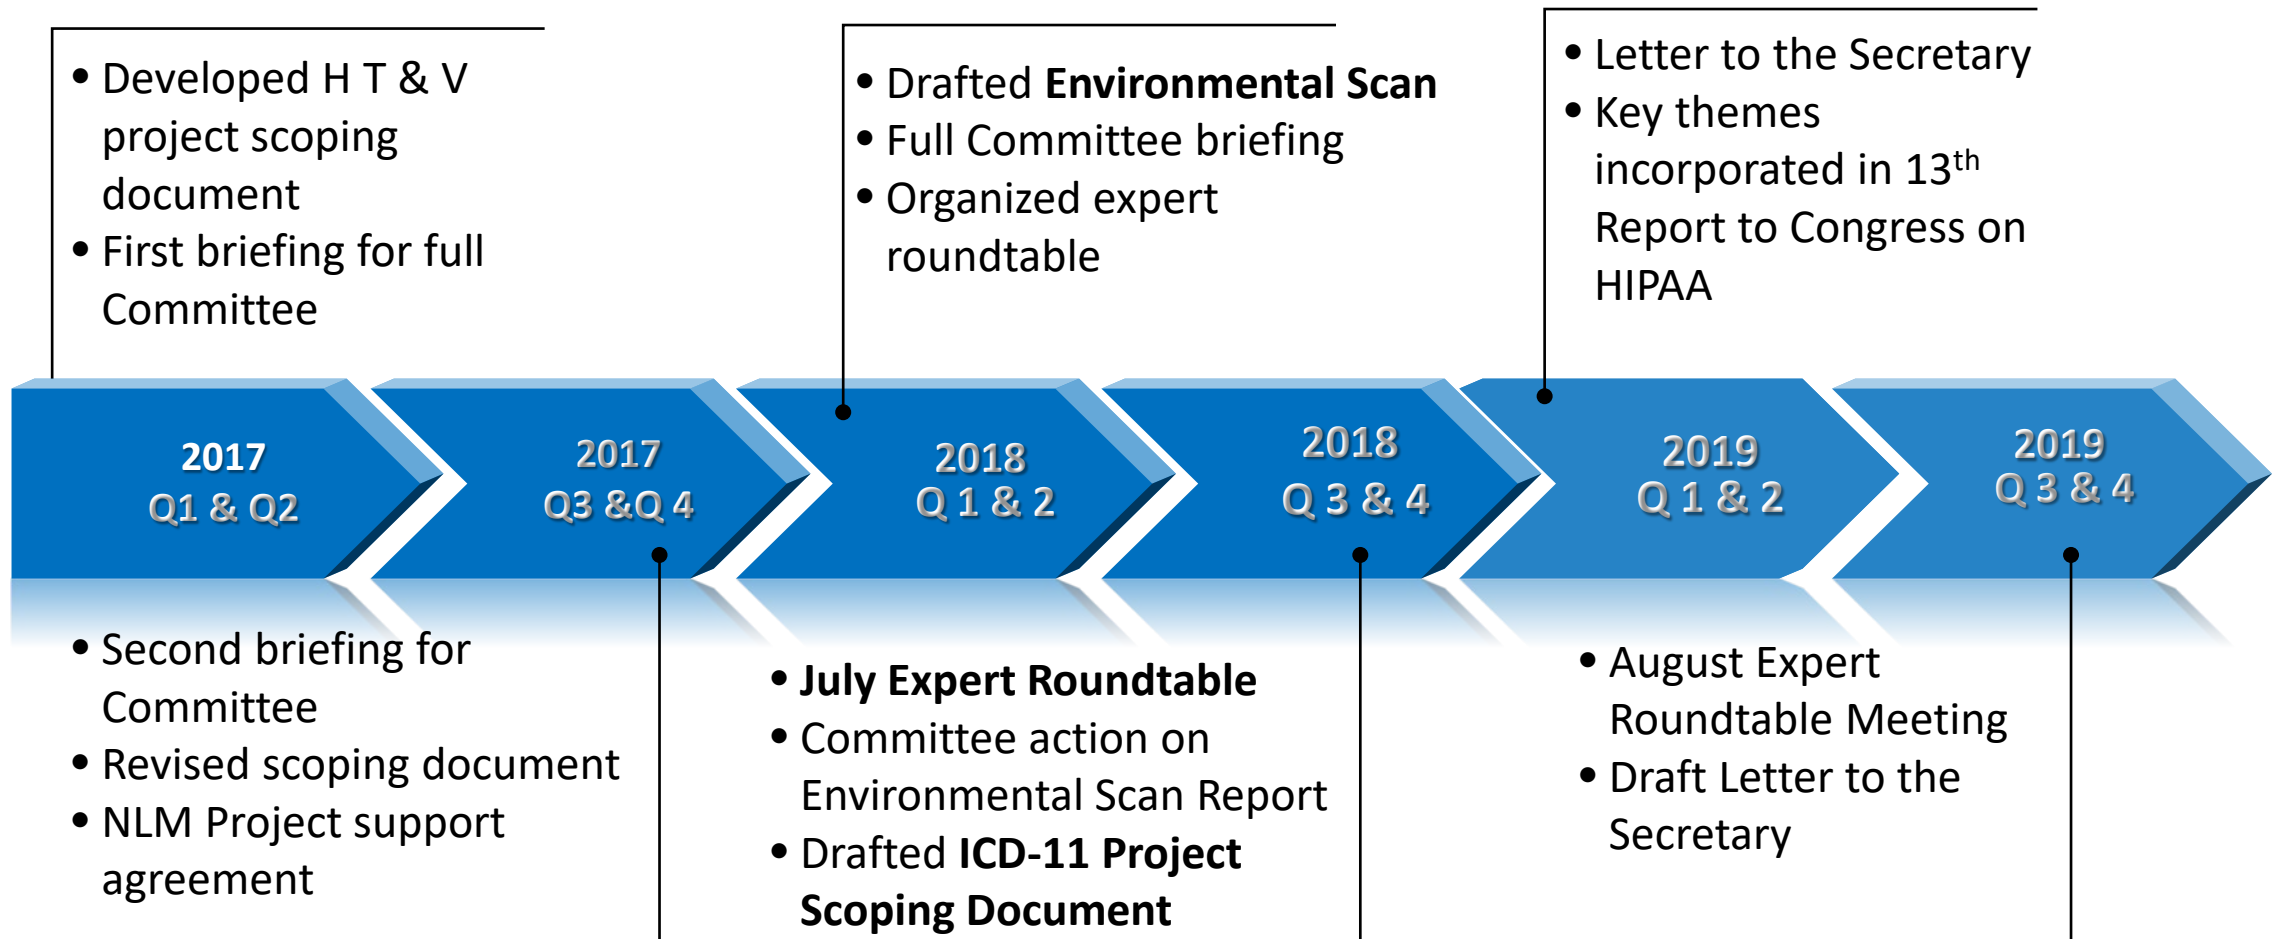 • Developed H T & V
project scoping
document
• First briefing for full
Committee
• Drafted Environmental Scan
• Full Committee briefing
• Organized expert
roundtable
• Letter to the Secretary
• Key themes
incorporated in 13th
Report to Congress on
HIPAA
2017
Q1 & Q2
2017
Q3 &Q 4
2018
Q 1 & 2
2018
Q 3 & 4
2019
Q 1 & 2
2019
Q 3 & 4
• Second briefing for
Committee
• Revised scoping document
• NLM Project support
agreement
• July Expert Roundtable
• Committee action on
Environmental Scan Report
• Drafted ICD-11 Project
Scoping Document
• August Expert
Roundtable Meeting
• Draft Letter to the
Secretary